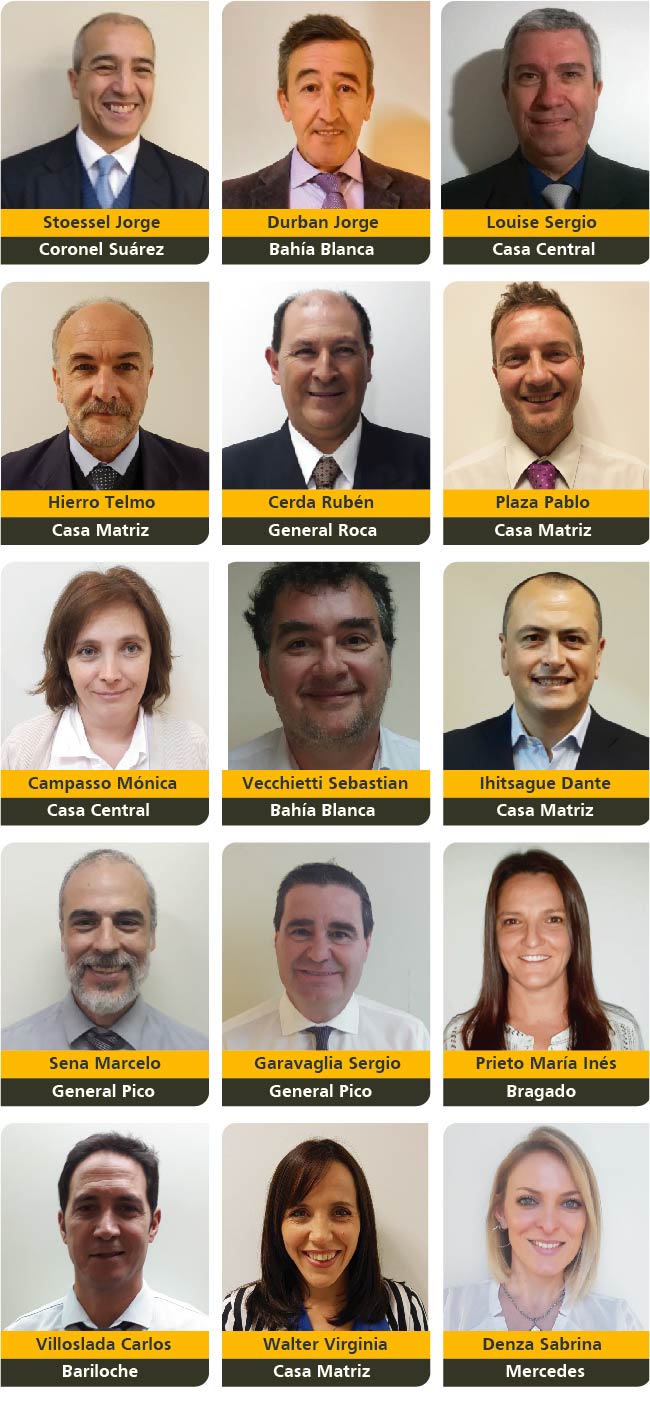 Stoessel Jorge
Coronel Suárez
Durban Jorge
Bahía Blanca
Louise Sergio
Casa Central
Hierro Telmo
Casa Matriz
Cerda Rubén
General Roca
Plaza Pablo
Casa Matriz
Campasso Mónica
Casa Central
Vecchietti Sebastian
Bahía Blanca
Ihitsague Dante
Casa Matriz
Sena Marcelo
General Pico
Garavaglia Sergio
General Pico
Prieto María Inés
Bragado
Villoslada Carlos
Bariloche
Walter Virginia
Casa Matriz
Denza Sabrina
Mercedes